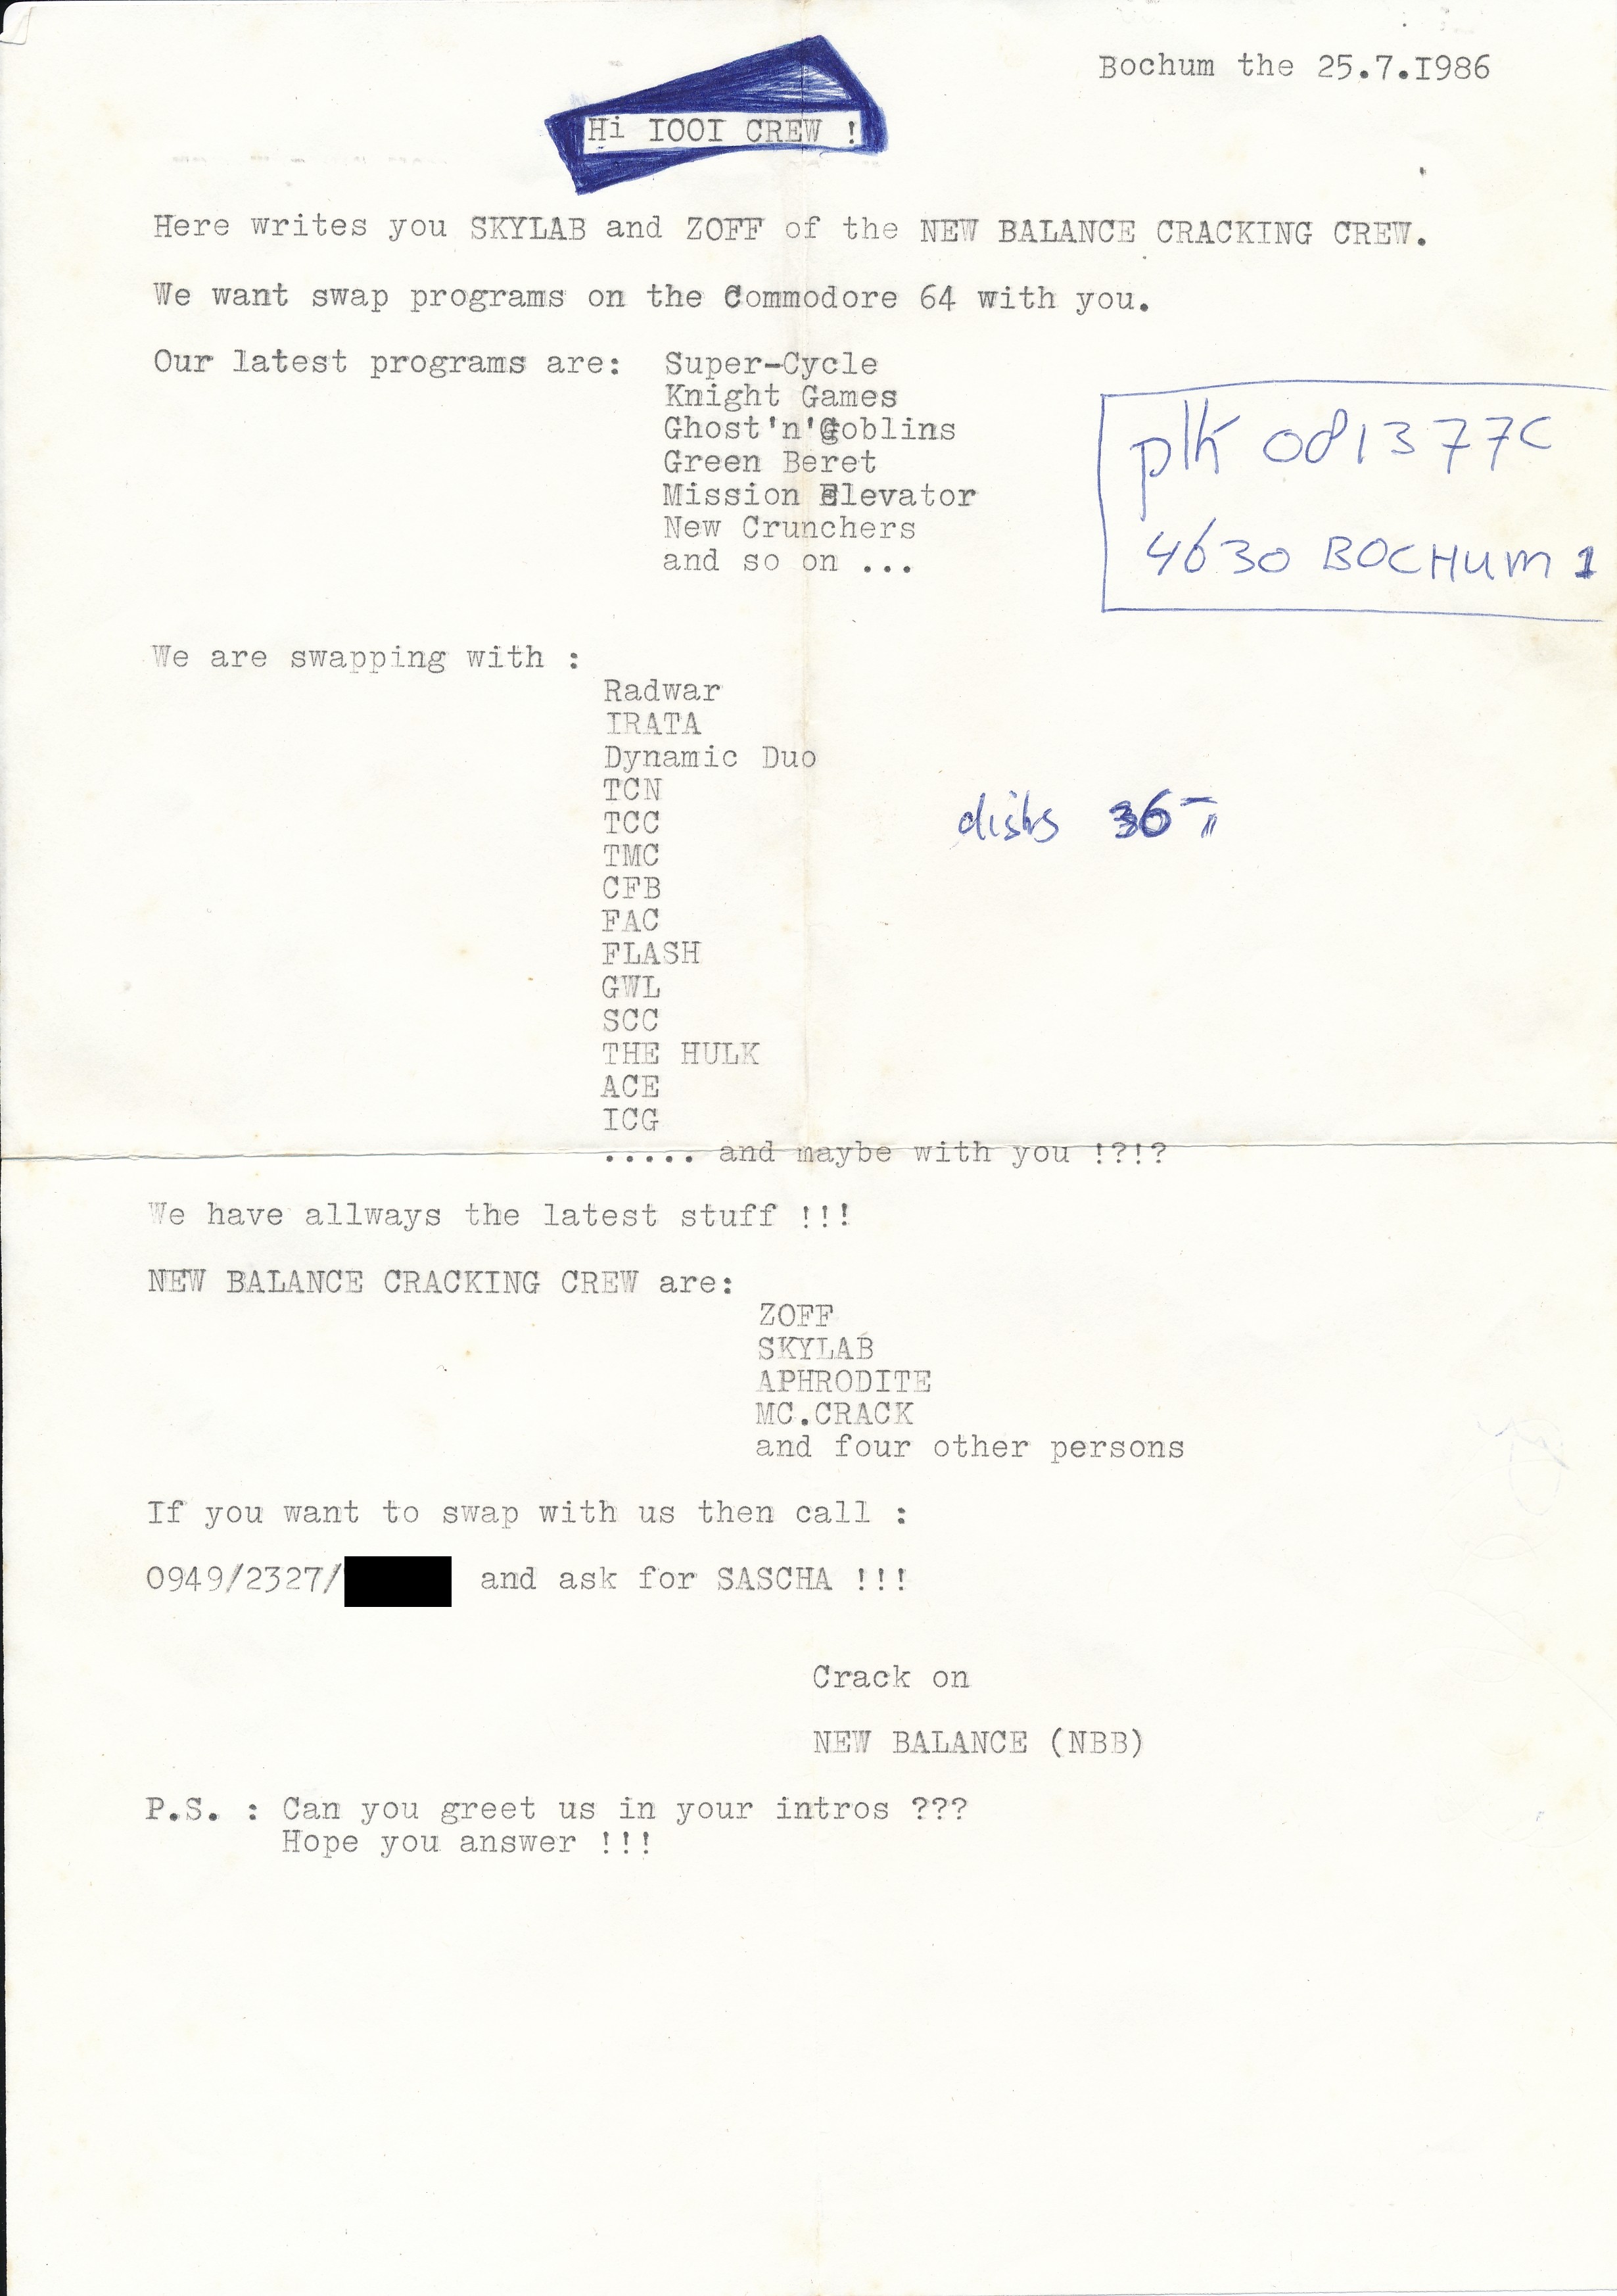 Bochum the 25.7.I986
Hi IOOI CREW !
Here writes you SKYLAB and ZOFF of the NEW BALANCE CRACKING CREW.
We want swap programs on the Commodore 64 with you.
Our latest programs are: Super-Cycle
Knight Games
Ghost'n'Goblins
Green Beret
Mission Elevator
New Crunchers
and so on ...
plk 081377C
4630 BOCHUM 1
We are swapping with :
Radwar
IRATA
Dynamic Duo
TCN
TCC
TMC
CFB
FAC
FLASH
GWL
SCC
THE HULK
ACE
ICG
..... and maybe with you !?!?
disks 36,-
We have allways the latest stuff !!!
NEW BALANCE CRACKING CREW are:
ZOFF
SKYLAB
APHRODITE
MC.CRACK
and four other persons
If you want to swap with us then call :
0949/2327/ and ask for SASCHA !!!
Crack on
NEW BALANCE (NBB)
P.S. : Can you greet us in your intros ???
Hope you answer !!!